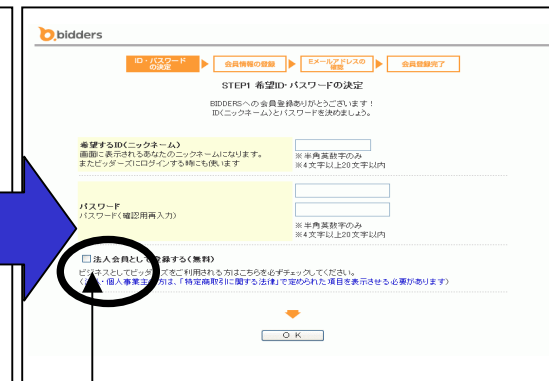 bidders
ID・パスワード
の決定
会員情報の登録
Eメールアドレスの
確認
会員登録完了
STEP1 希望ID・パスワードの決定
BIDDERSへの会員登録ありがとうございます！
ID(ニックネーム)とパスワードを決めましょう。
希望するID(ニックネーム)
画面に表示されるあなたのニックネームになります。
またビッダーズにログインする時にも使います
※半角英数字のみ
※4文字以上20文字以内
パスワード
パスワード(確認用再入力)
※半角英数字のみ
※4文字以上20文字以内
法人会員として登録する(無料)
ビジネスとしてビッダーズをご利用される方はこちらを必ずチェックしてください。
・個人事業主の方は、「特定商取引に関する法律」で定められた項目を表示させる必要があります)
OK